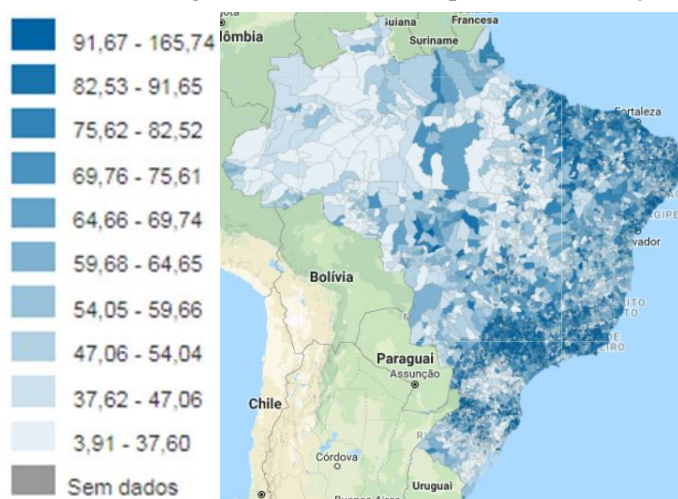 91,67 - 165,74
82,53 - 91,65
75,62 - 82,52
69,76 - 75,61
64,66 - 69,74
59,68 - 64,65
54,05 - 59,66
47,06 - 54,04
37,62 - 47,06
3,91 - 37,60
Sem dados
lômbia
Guiana
Suriname
Francesa
Fortaleza
GIPE
vador
Bolívia
Paraguai
Assunção
Chile
Córdova
Uruguai